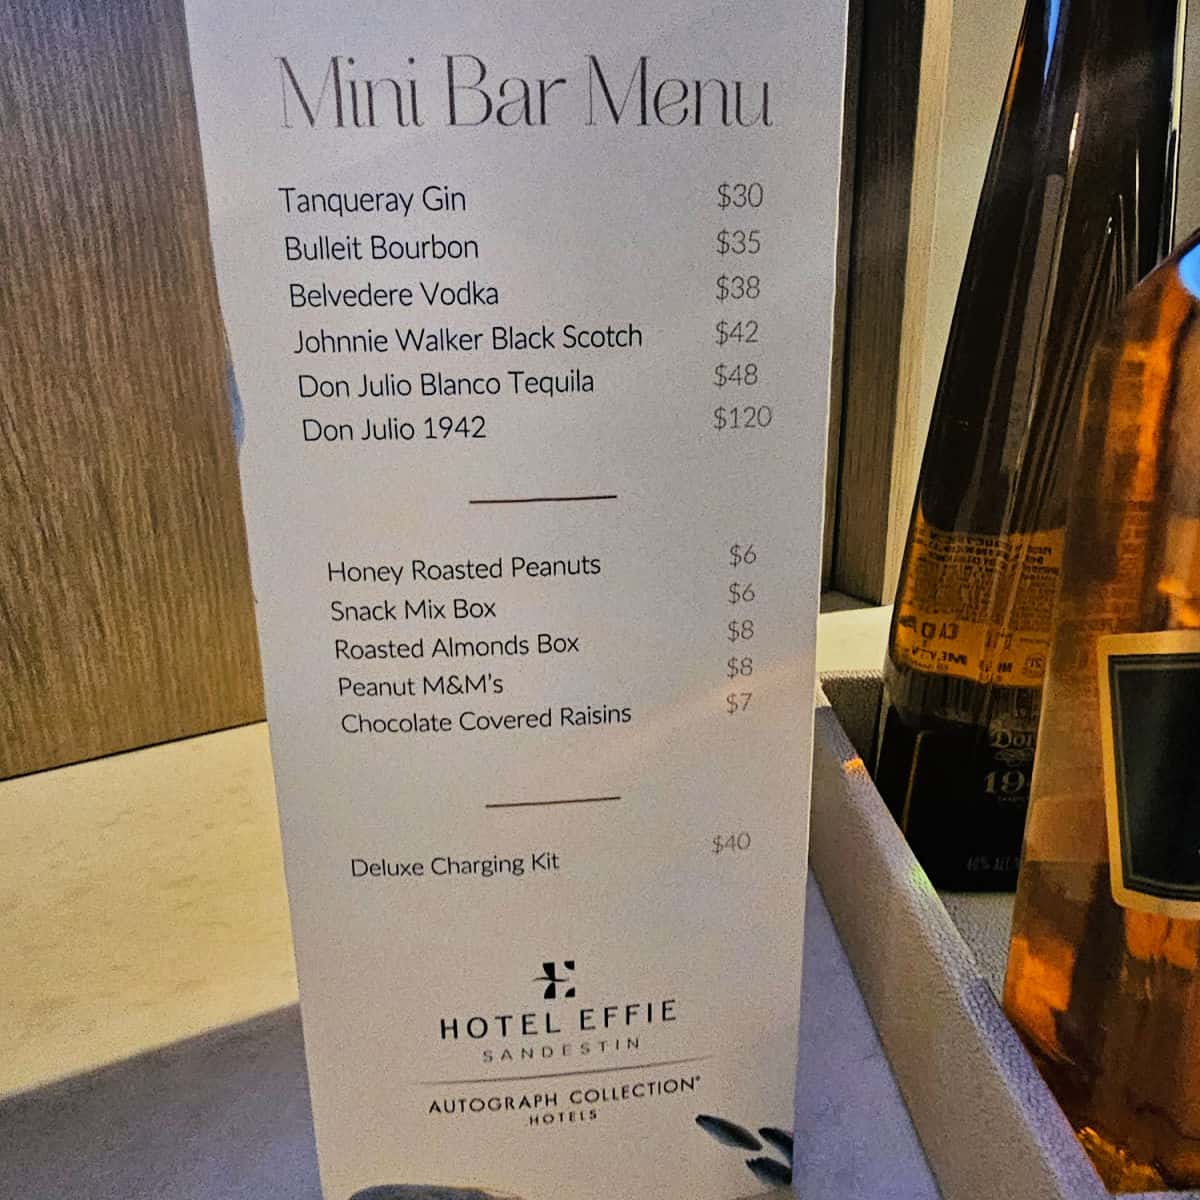 Mini Bar Menu
Tanqueray Gin $30
Bulleit Bourbon $35
Belvedere Vodka $38
Johnnie Walker Black Scotch $42
Don Julio Blanco Tequila $48
Don Julio 1942 $120
Honey Roasted Peanuts $6
Snack Mix Box $6
Roasted Almonds Box $8
Peanut M&M's $8
Chocolate Covered Raisins $7
Deluxe Charging Kit $40
HOTEL EFFIE
SANDESTIN
AUTOGRAPH COLLECTION®
HOTELS